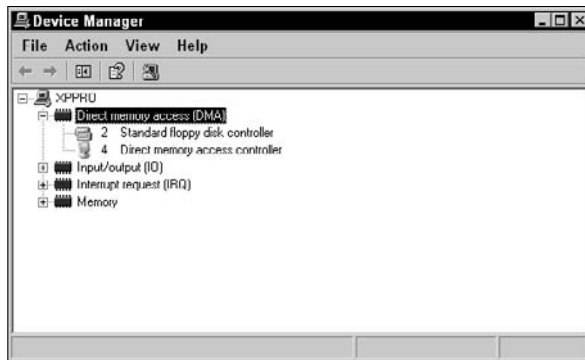 Device Manager
File Action View Help
XPPRO
Direct memory access (DMA)
2 Standard floppy disk controller
4 Direct memory access controller
Input/output (IO)
Interrupt request (IRQ)
Memory